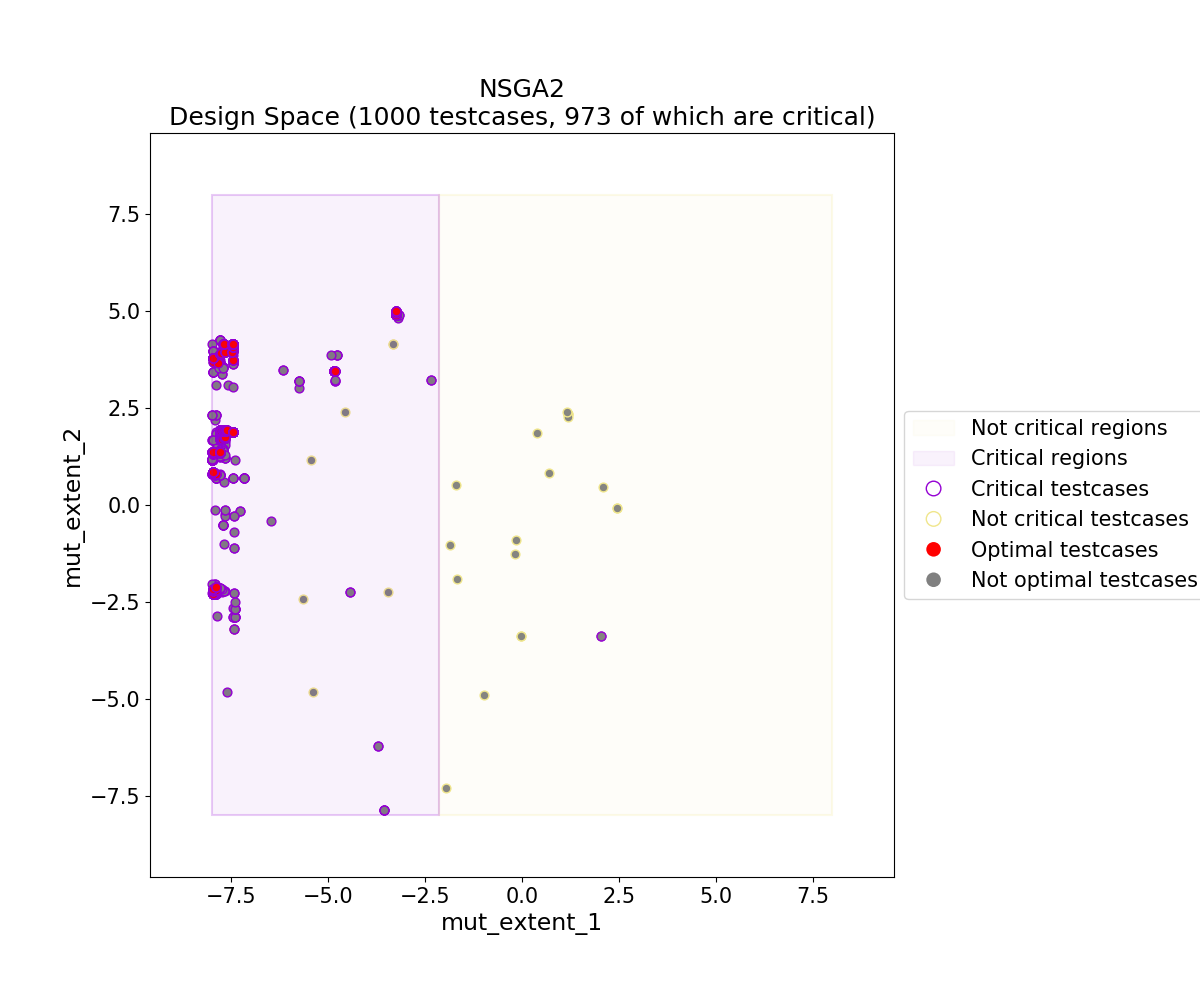 NSGA2
Design Space (1000 testcases, 973 of which are critical)
7.5
5.0
2.5
0.0
−2.5
−5.0
−7.5
mut_extent_2
−7.5 −5.0 −2.5 0.0 2.5 5.0 7.5
mut_extent_1
Not critical regions
Critical regions
Critical testcases
Not critical testcases
Optimal testcases
Not optimal testcases